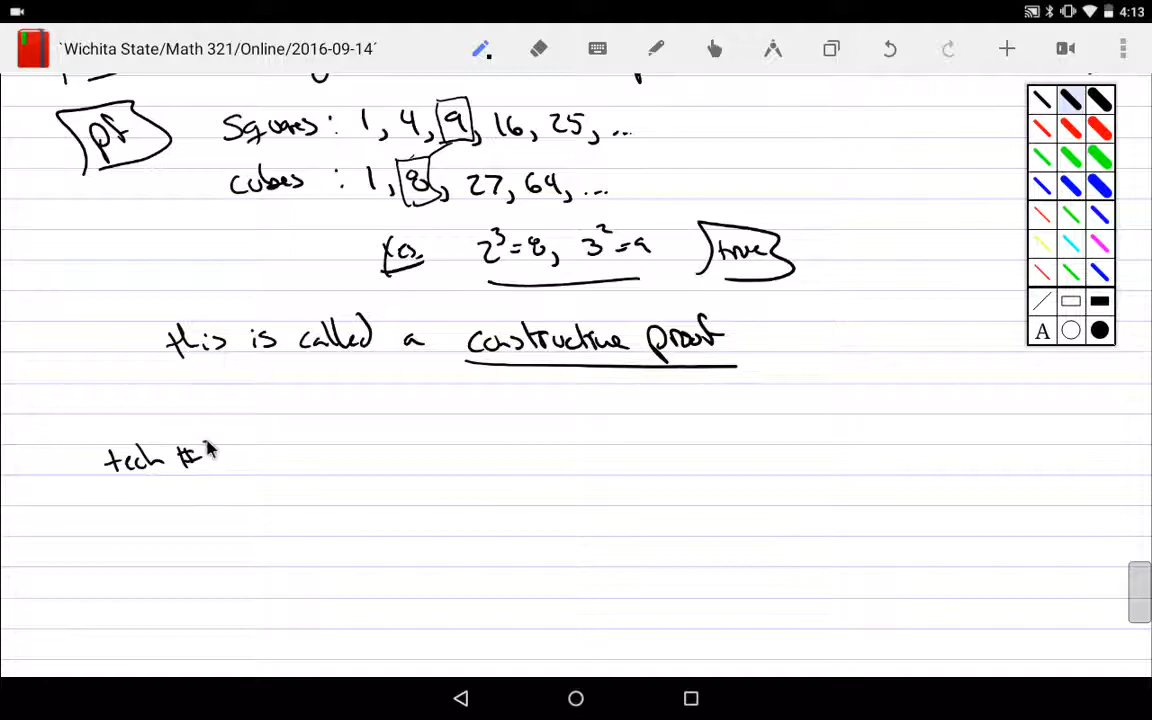 4:13
`Wichita State/Math 321/Online/2016-09-14´
pf
Squares: 1, 4, 9, 16, 25, ...
cubes : 1, 8, 27, 64, ...
Yes. 2³=8, 3²=9 true
this is called a constructive proof
tech #
A